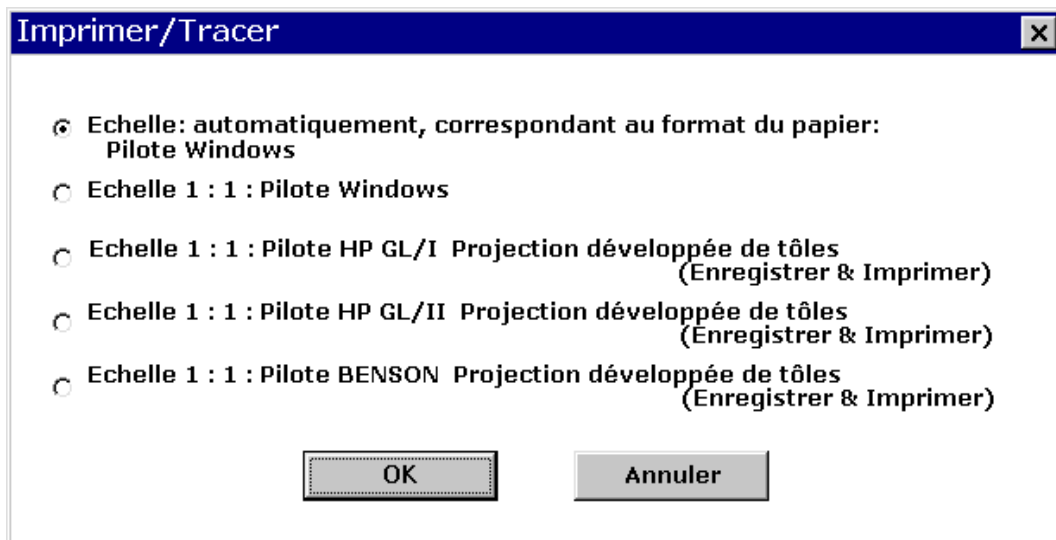 Imprimer/Tracer
Echelle: automatiquement, correspondant au format du papier:
Pilote Windows
Echelle 1 : 1 : Pilote Windows
Echelle 1 : 1 : Pilote HP GL/I Projection développée de tôles
(Enregistrer & Imprimer)
Echelle 1 : 1 : Pilote HP GL/II Projection développée de tôles
(Enregistrer & Imprimer)
Echelle 1 : 1 : Pilote BENSON Projection développée de tôles
(Enregistrer & Imprimer)
OK Annuler